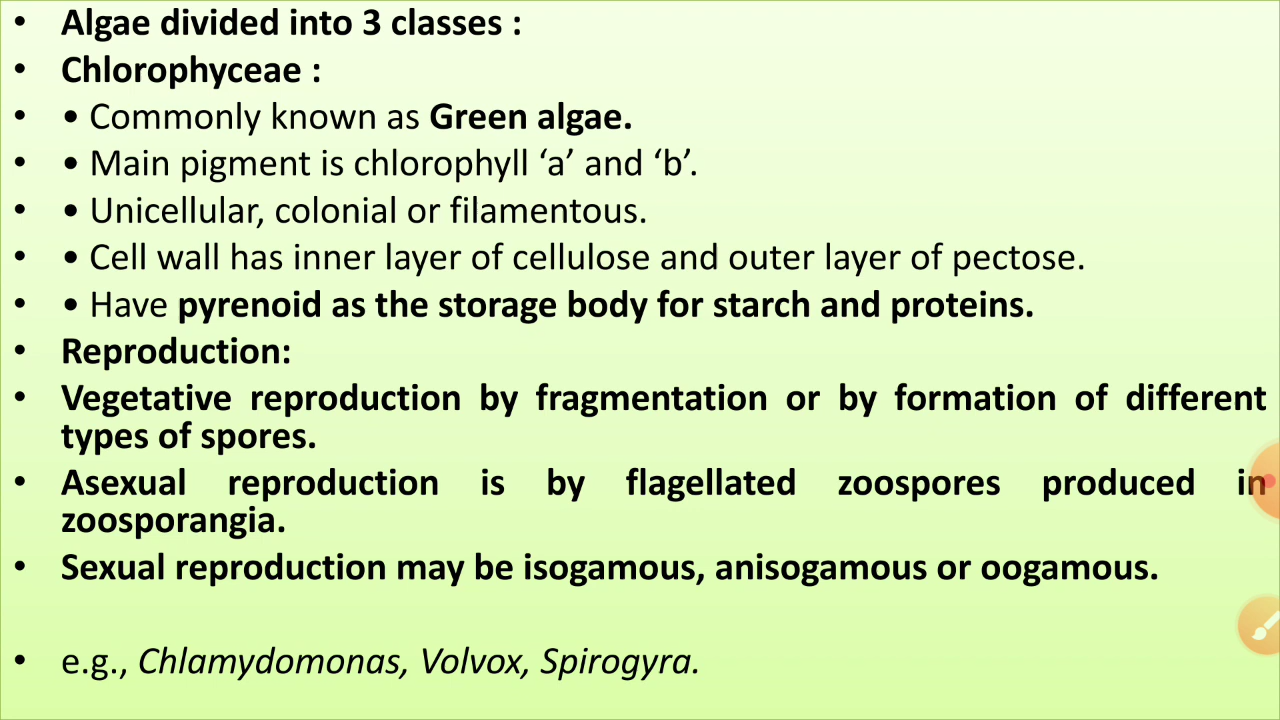 • Algae divided into 3 classes :
• Chlorophyceae :
• • Commonly known as Green algae.
• • Main pigment is chlorophyll ‘a’ and ‘b’.
• • Unicellular, colonial or filamentous.
• • Cell wall has inner layer of cellulose and outer layer of pectose.
• • Have pyrenoid as the storage body for starch and proteins.
• Reproduction:
• Vegetative reproduction by fragmentation or by formation of different
types of spores.
• Asexual reproduction is by flagellated zoospores produced in
zoosporangia.
• Sexual reproduction may be isogamous, anisogamous or oogamous.
• e.g., Chlamydomonas, Volvox, Spirogyra.